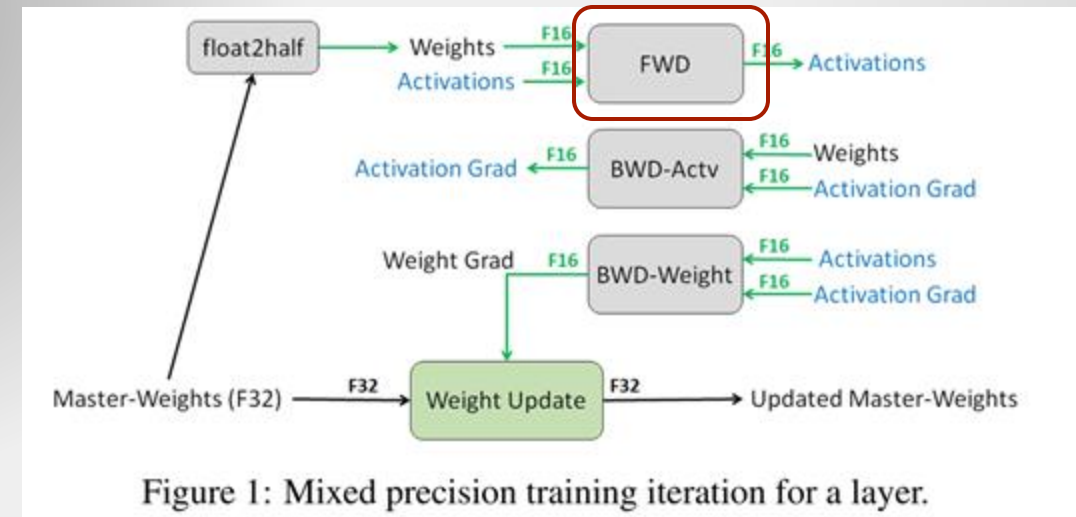 float2half
Weights
F16
Activations
F16
FWD
F16
Activations
Activation Grad
F16
BWD-Actv
F16
Weights
F16
Activation Grad
Weight Grad
F16
BWD-Weight
F16
Activations
F16
Activation Grad
Master-Weights (F32)
F32
Weight Update
F32
Updated Master-Weights
Figure 1: Mixed precision training iteration for a layer.